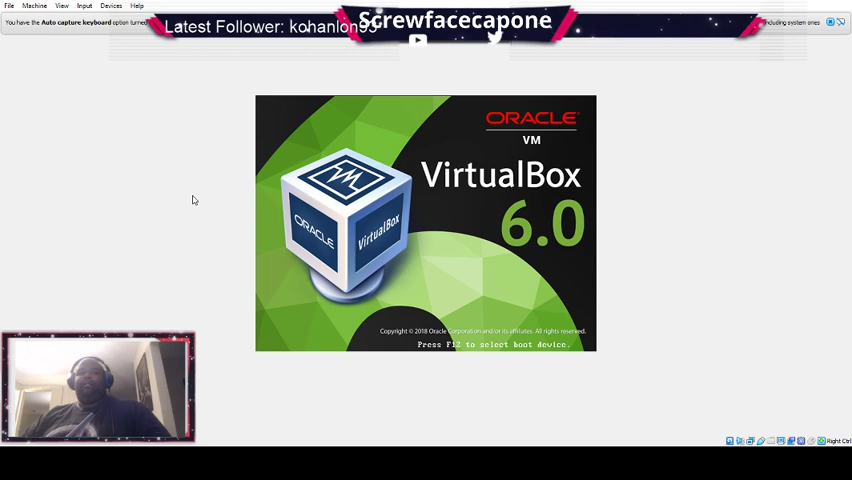 File Machine View Input Devices Help
Screwfacecapone
You have the Auto capture keyboard option turned
Latest Follower: kohanlon93
including system ones
ORACLE
VM
VirtualBox
6.0
ORACLE
VirtualBox
Copyright © 2018 Oracle Corporation and/or its affiliates. All rights reserved.
Press F12 to select boot device.
Right Ctrl